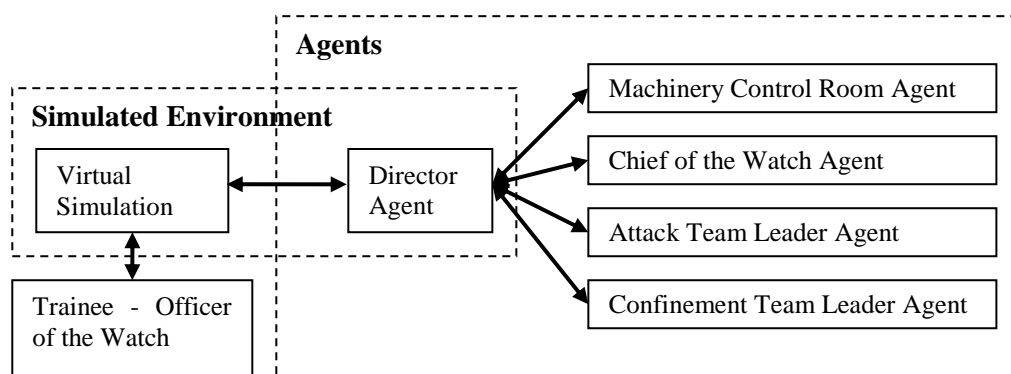 Agents
Simulated Environment
Virtual
Simulation
Director
Agent
Machinery Control Room Agent
Chief of the Watch Agent
Attack Team Leader Agent
Confinement Team Leader Agent
Trainee - Officer
of the Watch